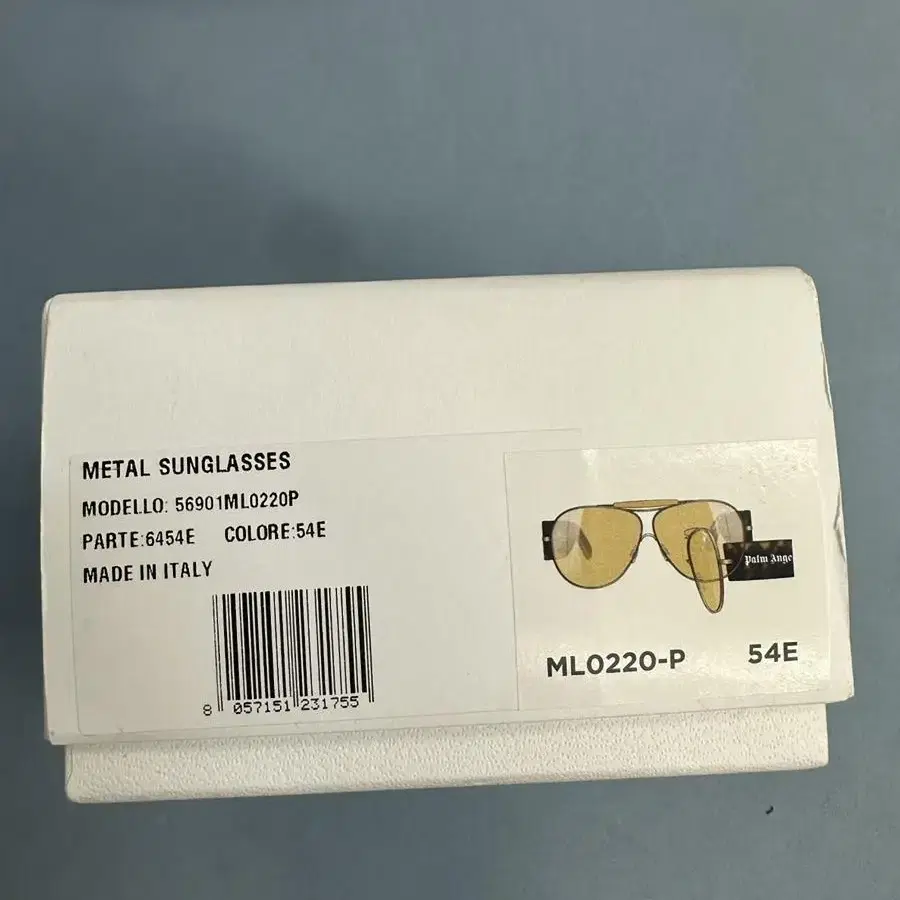 METAL SUNGLASSES
MODELLO: 56901ML0220P
PARTE:6454E COLORE:54E
MADE IN ITALY
8 057151 231755
Palm Ange
ML0220-P 54E